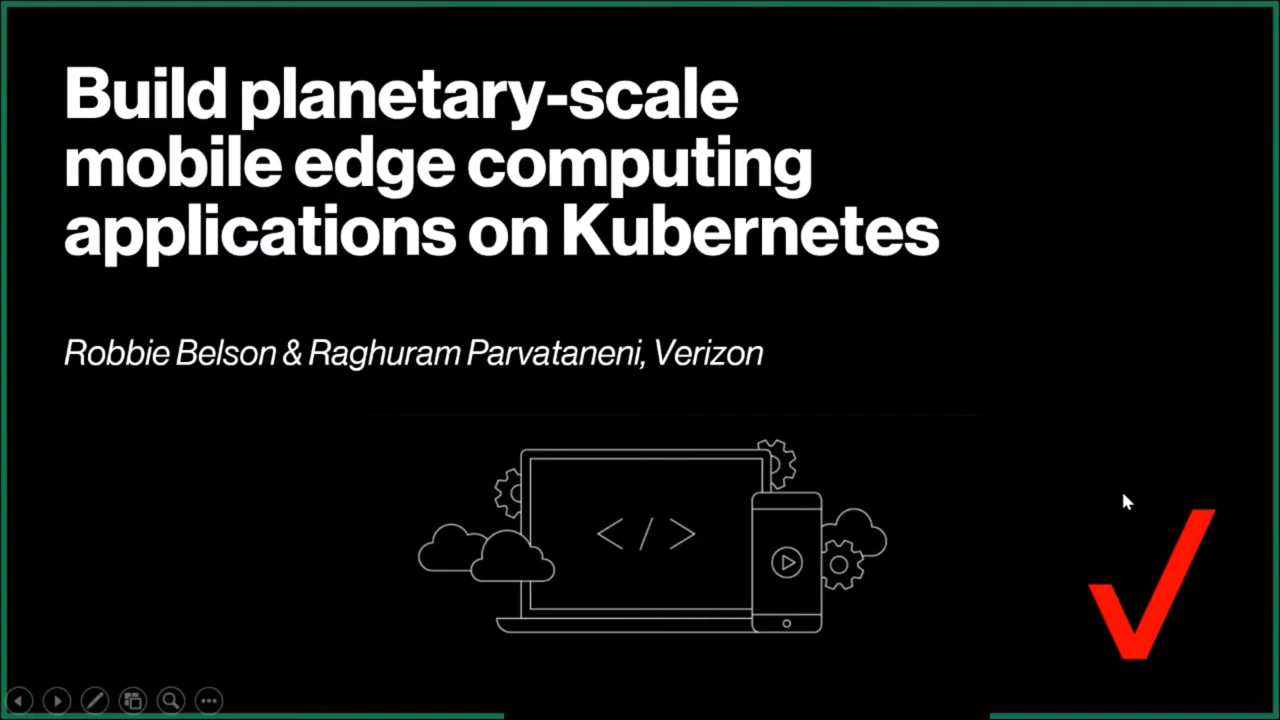 Build planetary-scale
mobile edge computing
applications on Kubernetes
Robbie Belson & Raghuram Parvataneni, Verizon
</>